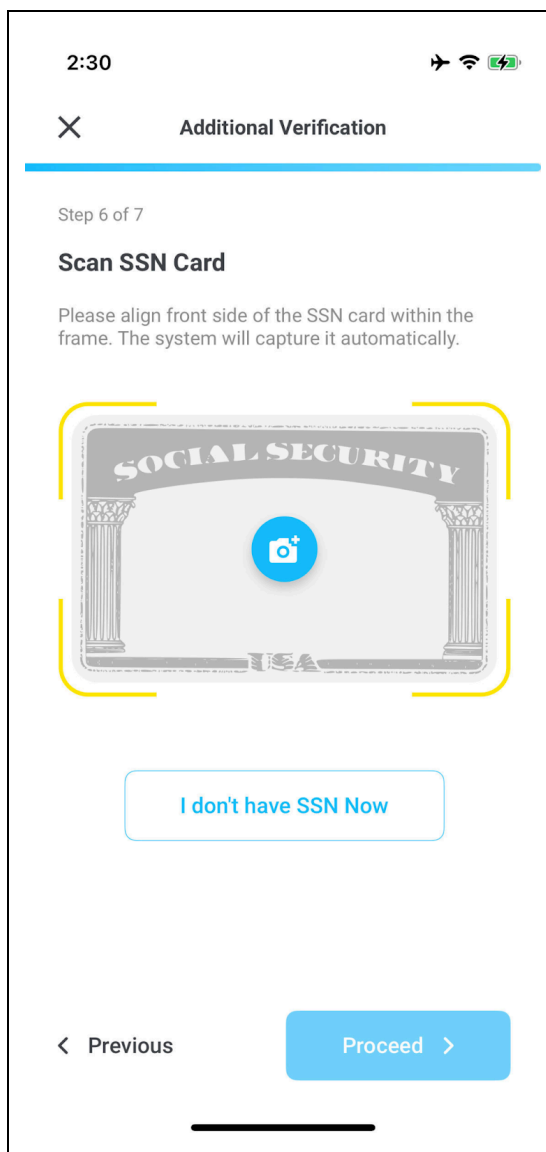 2:30
Additional Verification
Step 6 of 7
Scan SSN Card
Please align front side of the SSN card within the
frame. The system will capture it automatically.
SOCIAL SECURITY
USA
I don't have SSN Now
Previous
Proceed